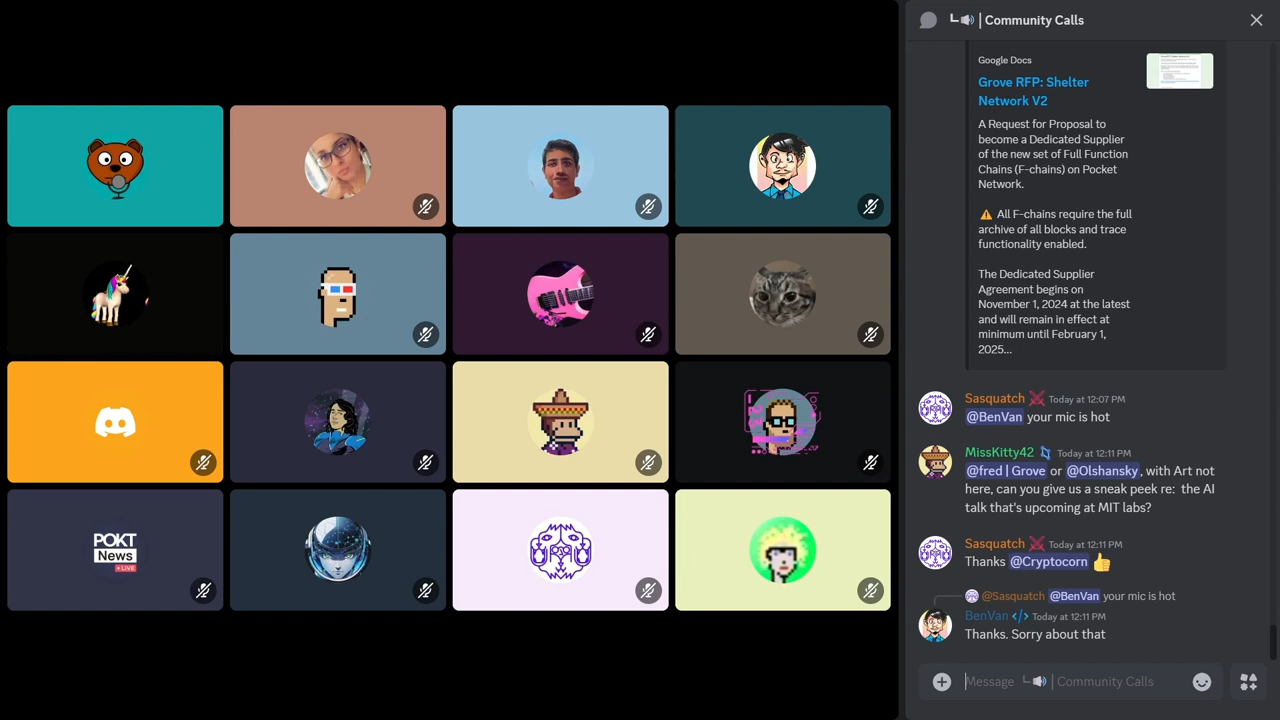 Community Calls
Google Docs
Grove RFP: Shelter
Network V2
A Request for Proposal to
become a Dedicated Supplier
of the new set of Full Function
Chains (F-chains) on Pocket
Network.
⚠️ All F-chains require the full
archive of all blocks and trace
functionality enabled.
The Dedicated Supplier
Agreement begins on
November 1, 2024 at the latest
and will remain in effect at
minimum until February 1,
2025...
Sasquatch Today at 12:07 PM
@BenVan your mic is hot
MissKitty42 Today at 12:11 PM
@fred | Grove or @Olshansky, with Art not
here, can you give us a sneak peek re: the AI
talk that's upcoming at MIT labs?
Sasquatch Today at 12:11 PM
Thanks @Cryptocorn 👍
@Sasquatch @BenVan your mic is hot
BenVan </> Today at 12:11 PM
Thanks. Sorry about that
Message Community Calls
POKT
News
LIVE